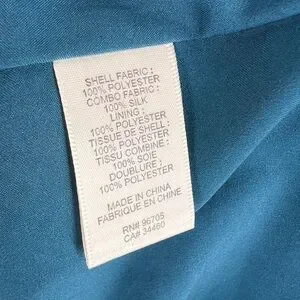 SHELL FABRIC:
100% POLYESTER
COMBO FABRIC:
100% SILK
LINING:
100% POLYESTER
TISSUE DE SHELL:
100% POLYESTER
TISSU COMBINE:
100% SOIE
DOUBLURE:
100% POLYESTER
MADE IN CHINA
FABRIQUE EN CHINE
RN# 96705
CA# 34460